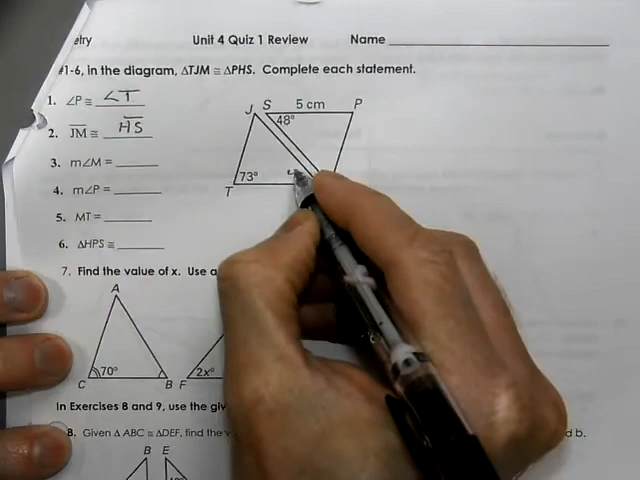 etry Unit 4 Quiz 1 Review Name
#1-6, in the diagram, ΔTJM ≅ ΔPHS. Complete each statement.
1. ∠P ≅ ∠T
2. JM ≅ HS
3. m∠M =
4. m∠P =
5. MT =
6. ΔHPS ≅
J S 5 cm P
48°
73°
T
7. Find the value of x. Use a
A
70°
C B F 2x°
In Exercises 8 and 9, use the giv
8. Given Δ ABC ≅ ΔDEF, find the d b.
B E